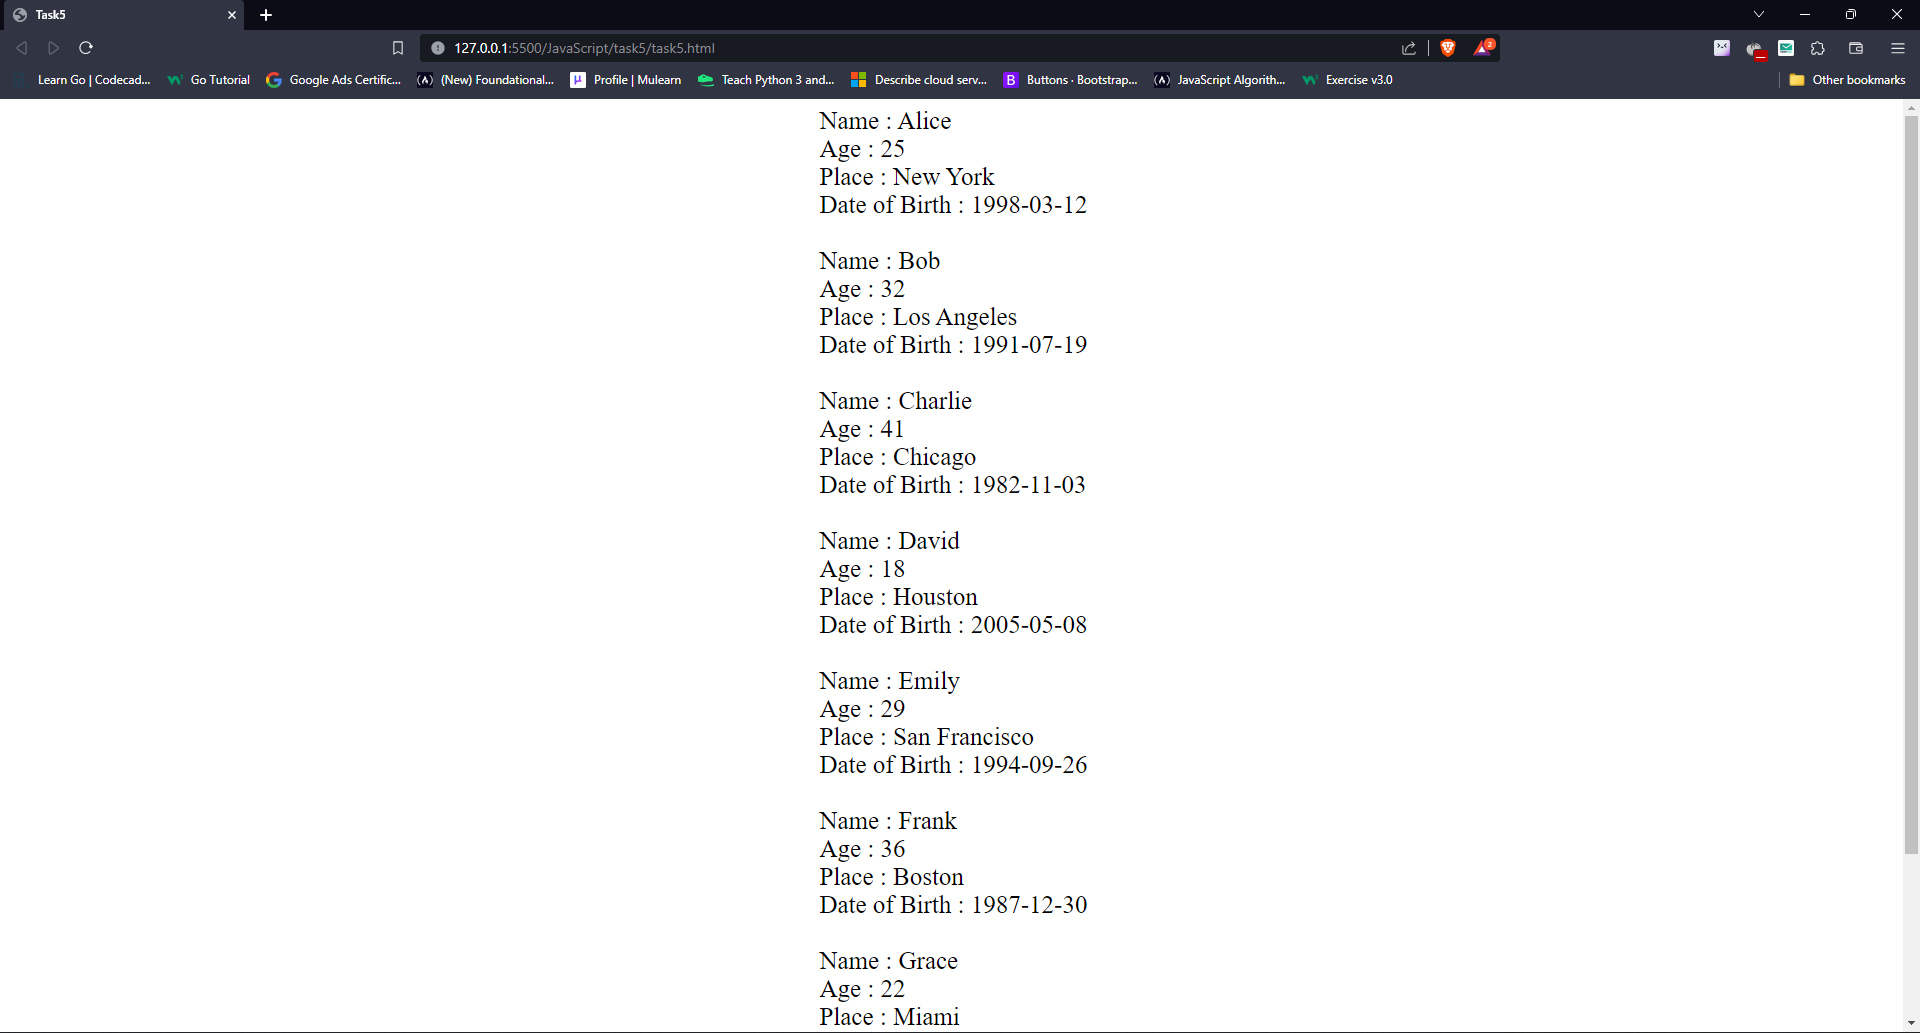 Task5
127.0.0.1:5500/JavaScript/task5/task5.html
2
Learn Go | Codecad... Go Tutorial Google Ads Certific... (New) Foundational... Profile | Mulearn Teach Python 3 and... Describe cloud serv... Buttons · Bootstrap... JavaScript Algorith... Exercise v3.0 Other bookmarks
Name : Alice
Age : 25
Place : New York
Date of Birth : 1998-03-12
Name : Bob
Age : 32
Place : Los Angeles
Date of Birth : 1991-07-19
Name : Charlie
Age : 41
Place : Chicago
Date of Birth : 1982-11-03
Name : David
Age : 18
Place : Houston
Date of Birth : 2005-05-08
Name : Emily
Age : 29
Place : San Francisco
Date of Birth : 1994-09-26
Name : Frank
Age : 36
Place : Boston
Date of Birth : 1987-12-30
Name : Grace
Age : 22
Place : Miami